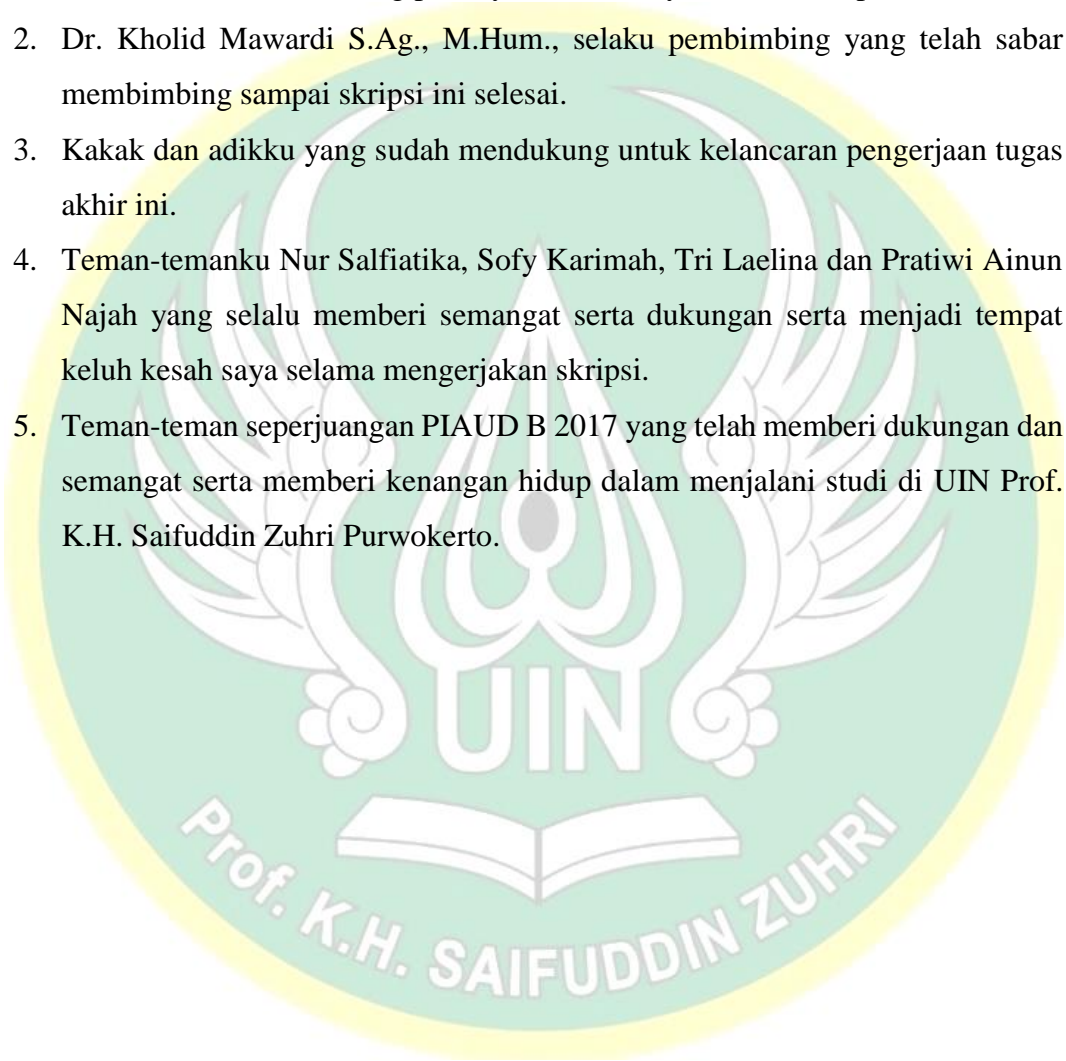 2. Dr. Kholid Mawardi S.Ag., M.Hum., selaku pembimbing yang telah sabar
membimbing sampai skripsi ini selesai.
3. Kakak dan adikku yang sudah mendukung untuk kelancaran pengerjaan tugas
akhir ini.
4. Teman-temanku Nur Salfiatika, Sofy Karimah, Tri Laelina dan Pratiwi Ainun
Najah yang selalu memberi semangat serta dukungan serta menjadi tempat
keluh kesah saya selama mengerjakan skripsi.
5. Teman-teman seperjuangan PIAUD B 2017 yang telah memberi dukungan dan
semangat serta memberi kenangan hidup dalam menjalani studi di UIN Prof.
K.H. Saifuddin Zuhri Purwokerto.
UIN
Prof. K.H. SAIFUDDIN ZUHRI